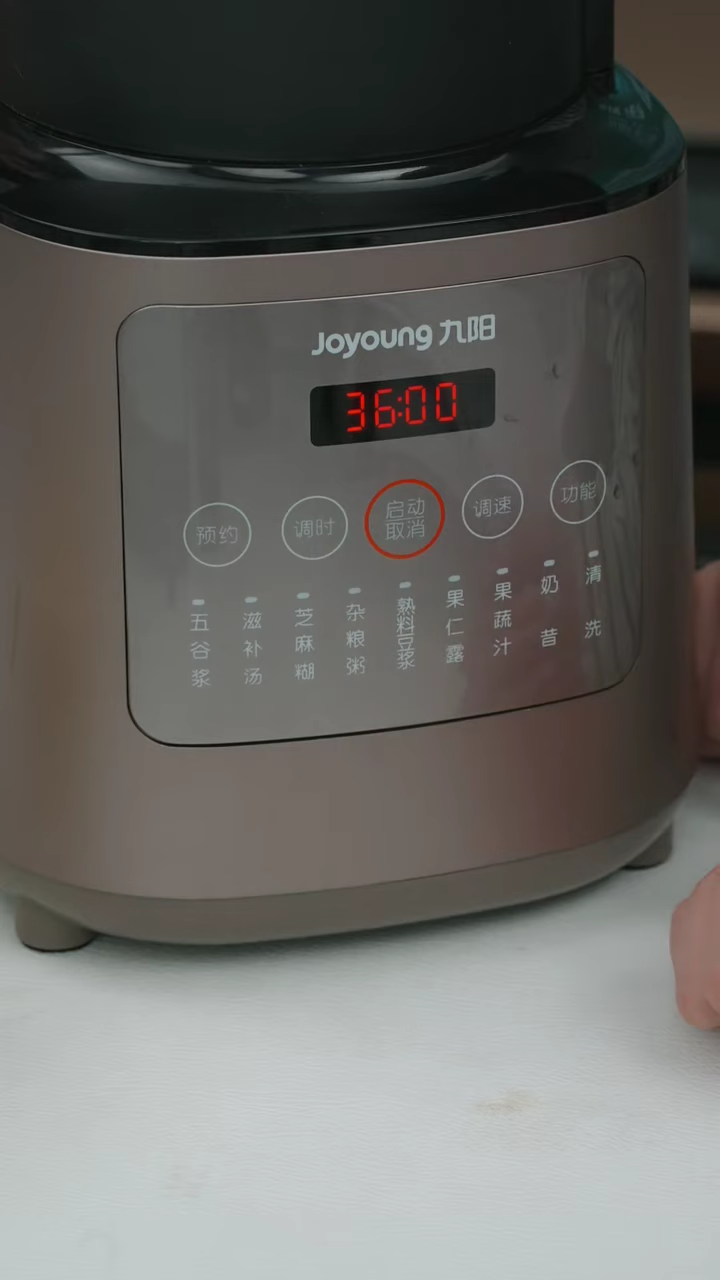 Joyoung 九阳
36:00
预约
调时
启动
取消
调速
功能
五谷浆
滋补汤
芝麻糊
杂粮粥
熟料豆浆
果仁露
果蔬汁
奶昔
清洗